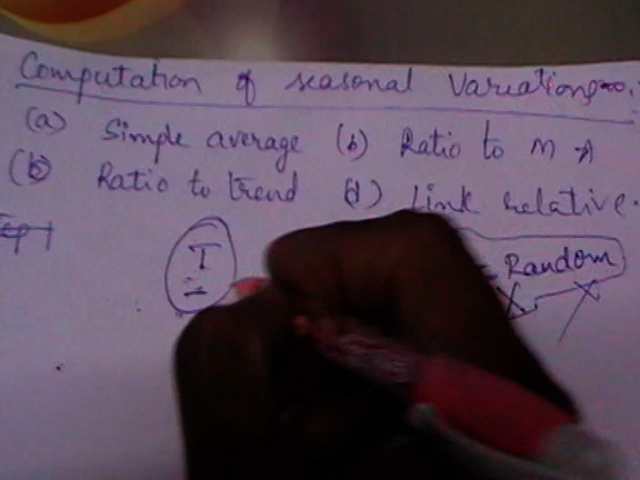 Computation of seasonal Variations:
(a) Simple average (b) Ratio to M A
(c) Ratio to trend (d) Link relative.
T = Random